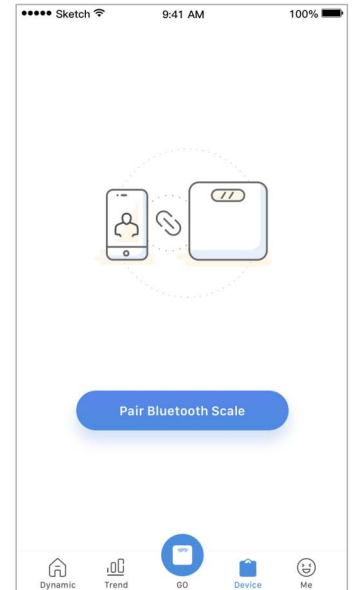 Sketch 9:41 AM 100%
Pair Bluetooth Scale
Dynamic Trend GO Device Me